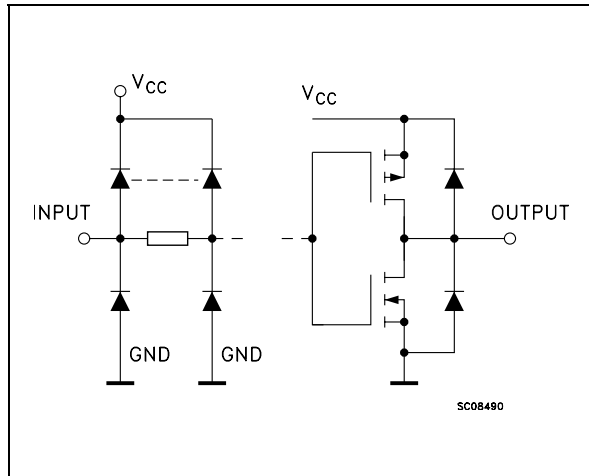 VCC
VCC
INPUT
OUTPUT
GND
GND
SC08490